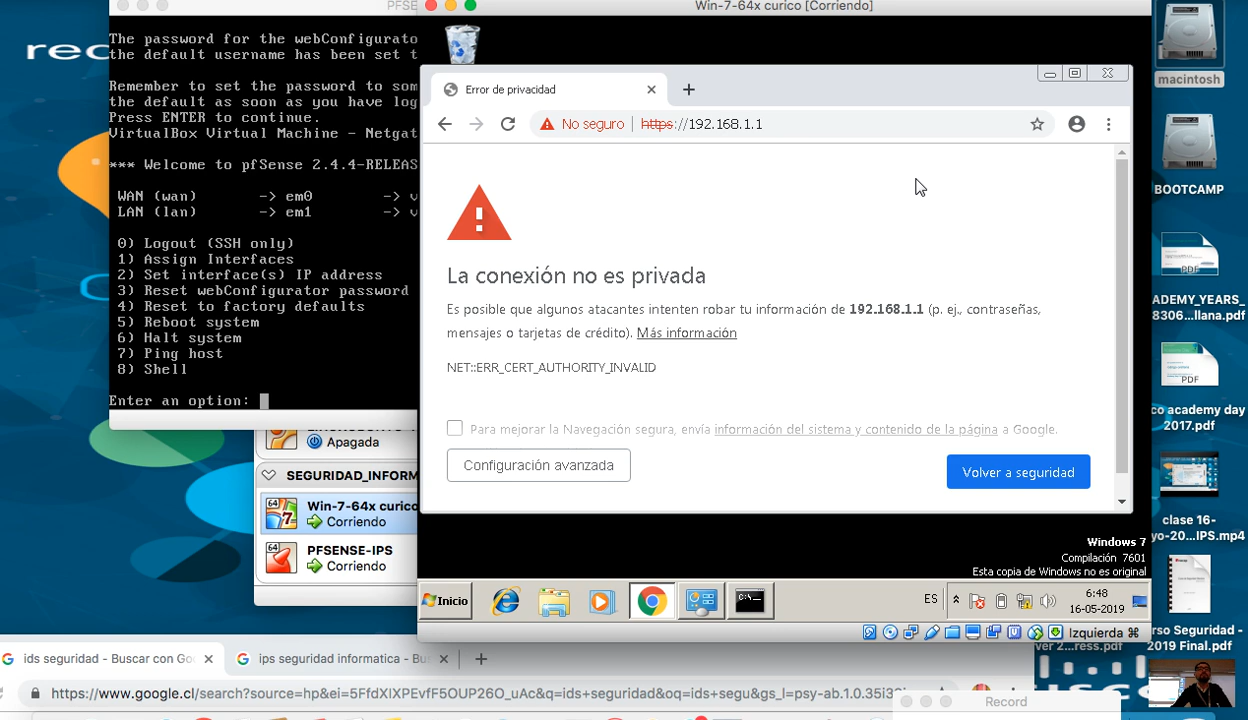 PFSE
The password for the webConfigurato
the default username has been set t
Remember to set the password to som
the default as soon as you have log
Press ENTER to continue.
VirtualBox Virtual Machine - Netgat
*** Welcome to pfSense 2.4.4-RELEAS
WAN (wan) -> em0 -> v
LAN (lan) -> em1 -> v
0) Logout (SSH only)
1) Assign Interfaces
2) Set interface(s) IP address
3) Reset webConfigurator password
4) Reset to factory defaults
5) Reboot system
6) Halt system
7) Ping host
8) Shell
Enter an option:
Win-7-64x curico [Corriendo]
Error de privacidad
No seguro | https://192.168.1.1
La conexión no es privada
Es posible que algunos atacantes intenten robar tu información de 192.168.1.1 (p. ej., contraseñas,
mensajes o tarjetas de crédito). Más información
NET::ERR_CERT_AUTHORITY_INVALID
Para mejorar la Navegación segura, envía información del sistema y contenido de la página a Google.
Configuración avanzada
Volver a seguridad
Windows 7
Compilación 7601
Esta copia de Windows no es original
Inicio
ES
6:48
16-05-2019
Izquierda ⌘
Apagada
SEGURIDAD_INFORM
64
7
Win-7-64x curico
Corriendo
64
PFSENSE-IPS
Corriendo
macintosh
BOOTCAMP
PDF
ADEMY_YEARS_
8306...llana.pdf
PDF
co academy day
2017.pdf
clase 16-
yo-20...IPS.mp4
rso Seguridad -
2019 Final.pdf
ver 2...ress.pdf
ids seguridad - Buscar con Go
ips seguridad informatica - Bu
https://www.google.cl/search?source=hp&ei=5FfdXIXPEvfF5OUP26O_uAc&q=ids+seguridad&oq=ids+segu&gs_l=psy-ab.1.0.35i39
Record